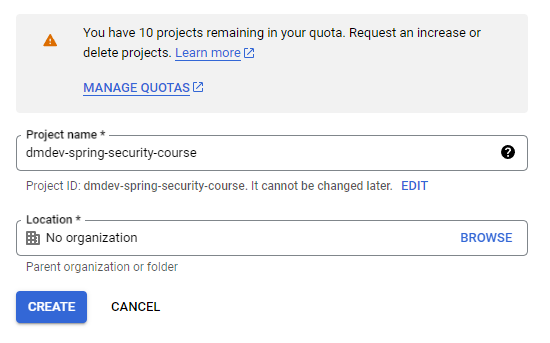 You have 10 projects remaining in your quota. Request an increase or
delete projects. Learn more
MANAGE QUOTAS
Project name *
dmdev-spring-security-course
Project ID: dmdev-spring-security-course. It cannot be changed later. EDIT
Location *
No organization BROWSE
Parent organization or folder
CREATE CANCEL